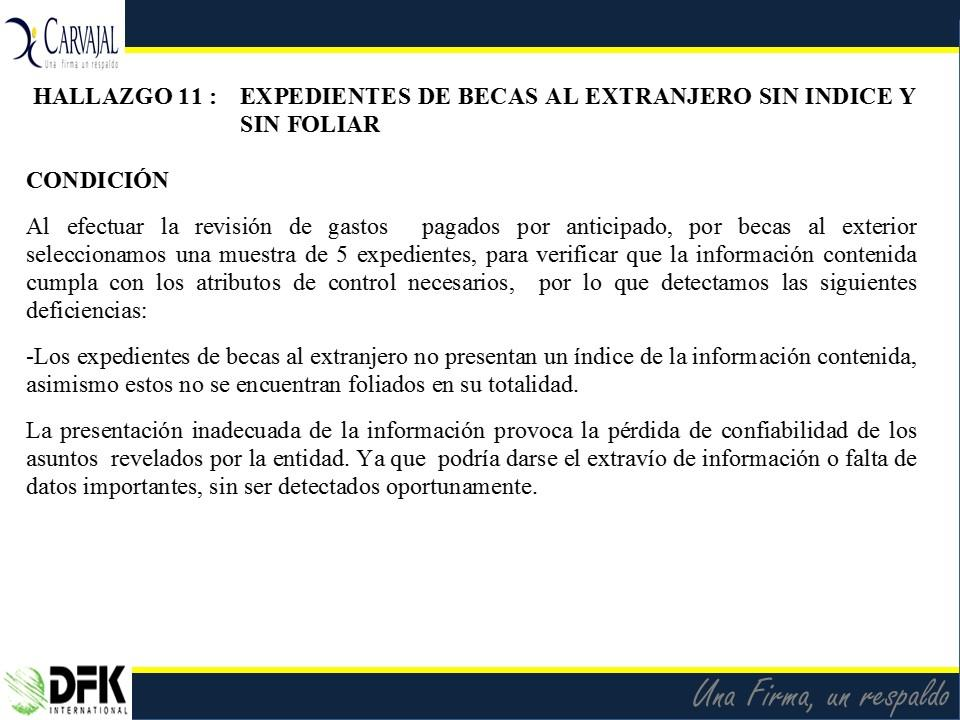 CARVAJAL
Una firma un respaldo
HALLAZGO 11 : EXPEDIENTES DE BECAS AL EXTRANJERO SIN INDICE Y
SIN FOLIAR
CONDICIÓN
Al efectuar la revisión de gastos pagados por anticipado, por becas al exterior
seleccionamos una muestra de 5 expedientes, para verificar que la información contenida
cumpla con los atributos de control necesarios, por lo que detectamos las siguientes
deficiencias:
-Los expedientes de becas al extranjero no presentan un índice de la información contenida,
asimismo estos no se encuentran foliados en su totalidad.
La presentación inadecuada de la información provoca la pérdida de confiabilidad de los
asuntos revelados por la entidad. Ya que podría darse el extravío de información o falta de
datos importantes, sin ser detectados oportunamente.
DFK
INTERNATIONAL
Una Firma, un respaldo